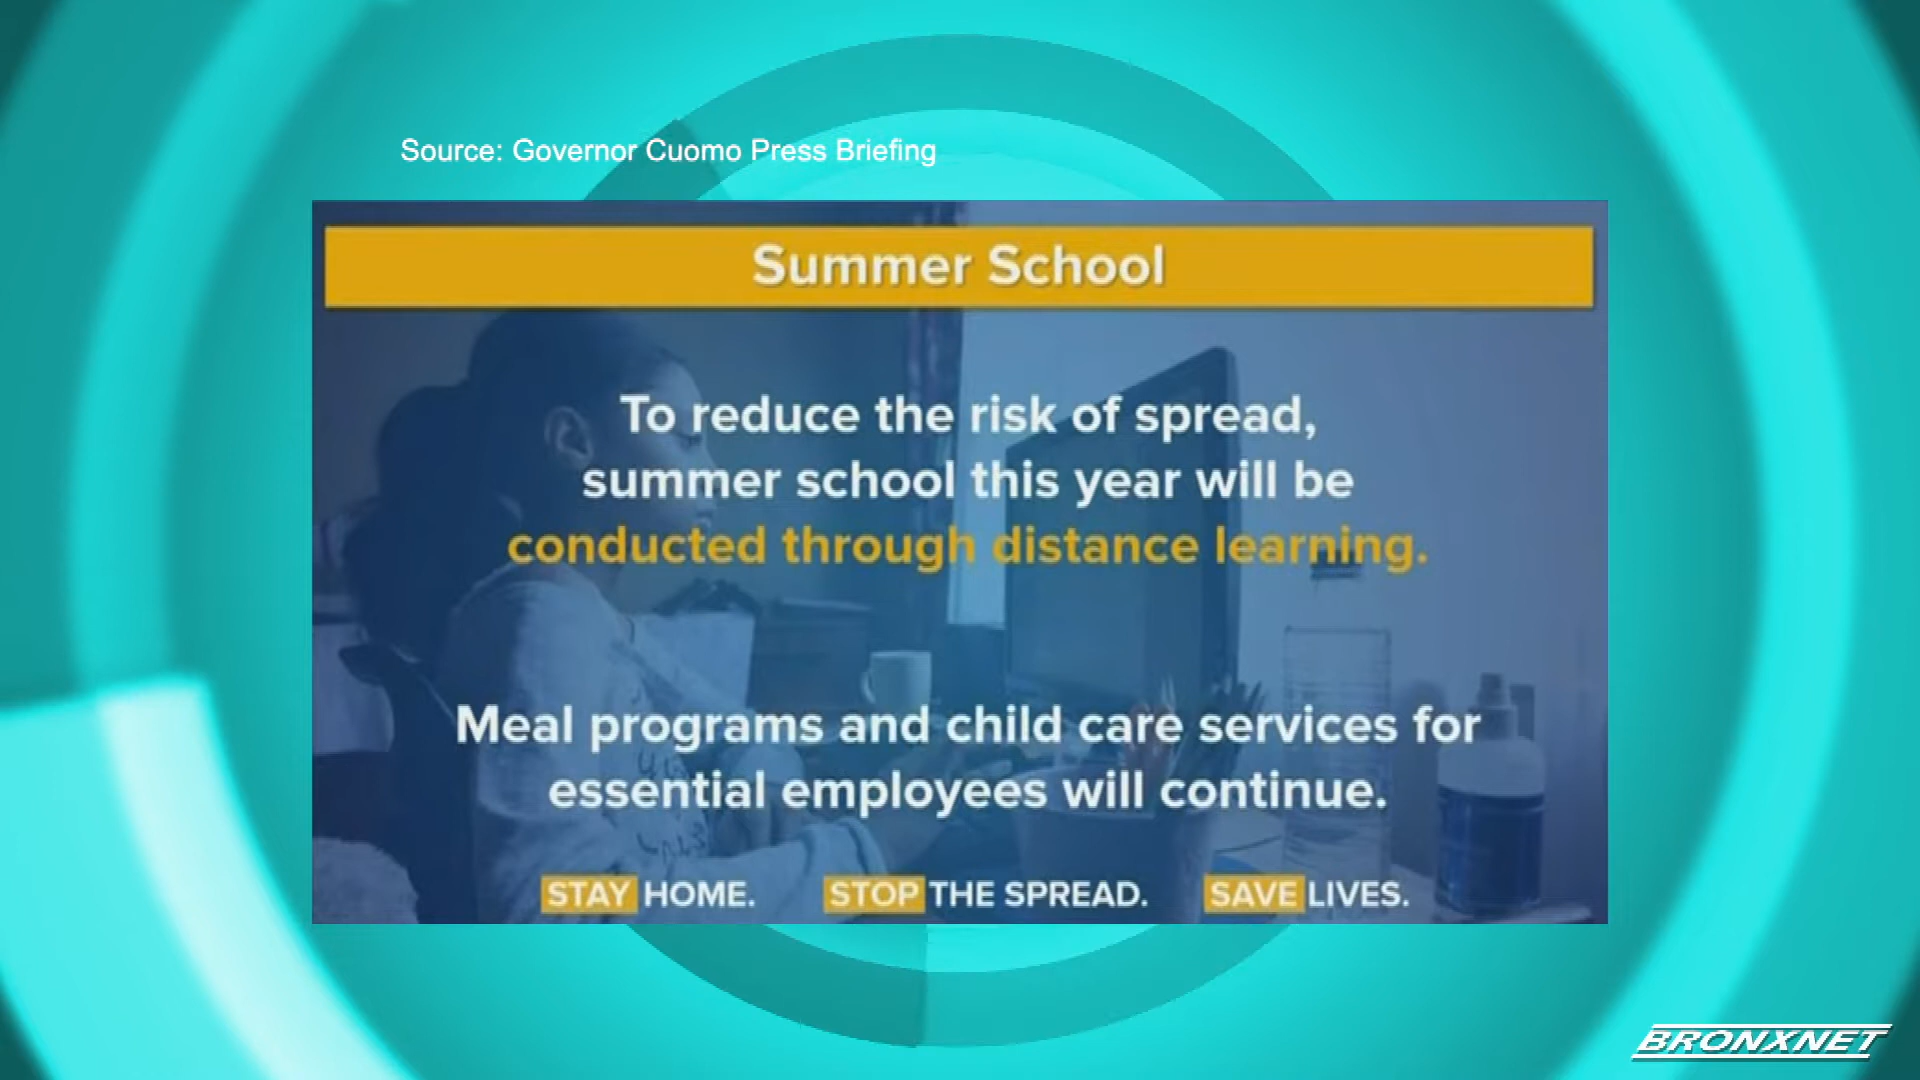 Source: Governor Cuomo Press Briefing
Summer School
To reduce the risk of spread,
summer school this year will be
conducted through distance learning.
Meal programs and child care services for
essential employees will continue.
STAY HOME. STOP THE SPREAD. SAVE LIVES.
BRONXNET